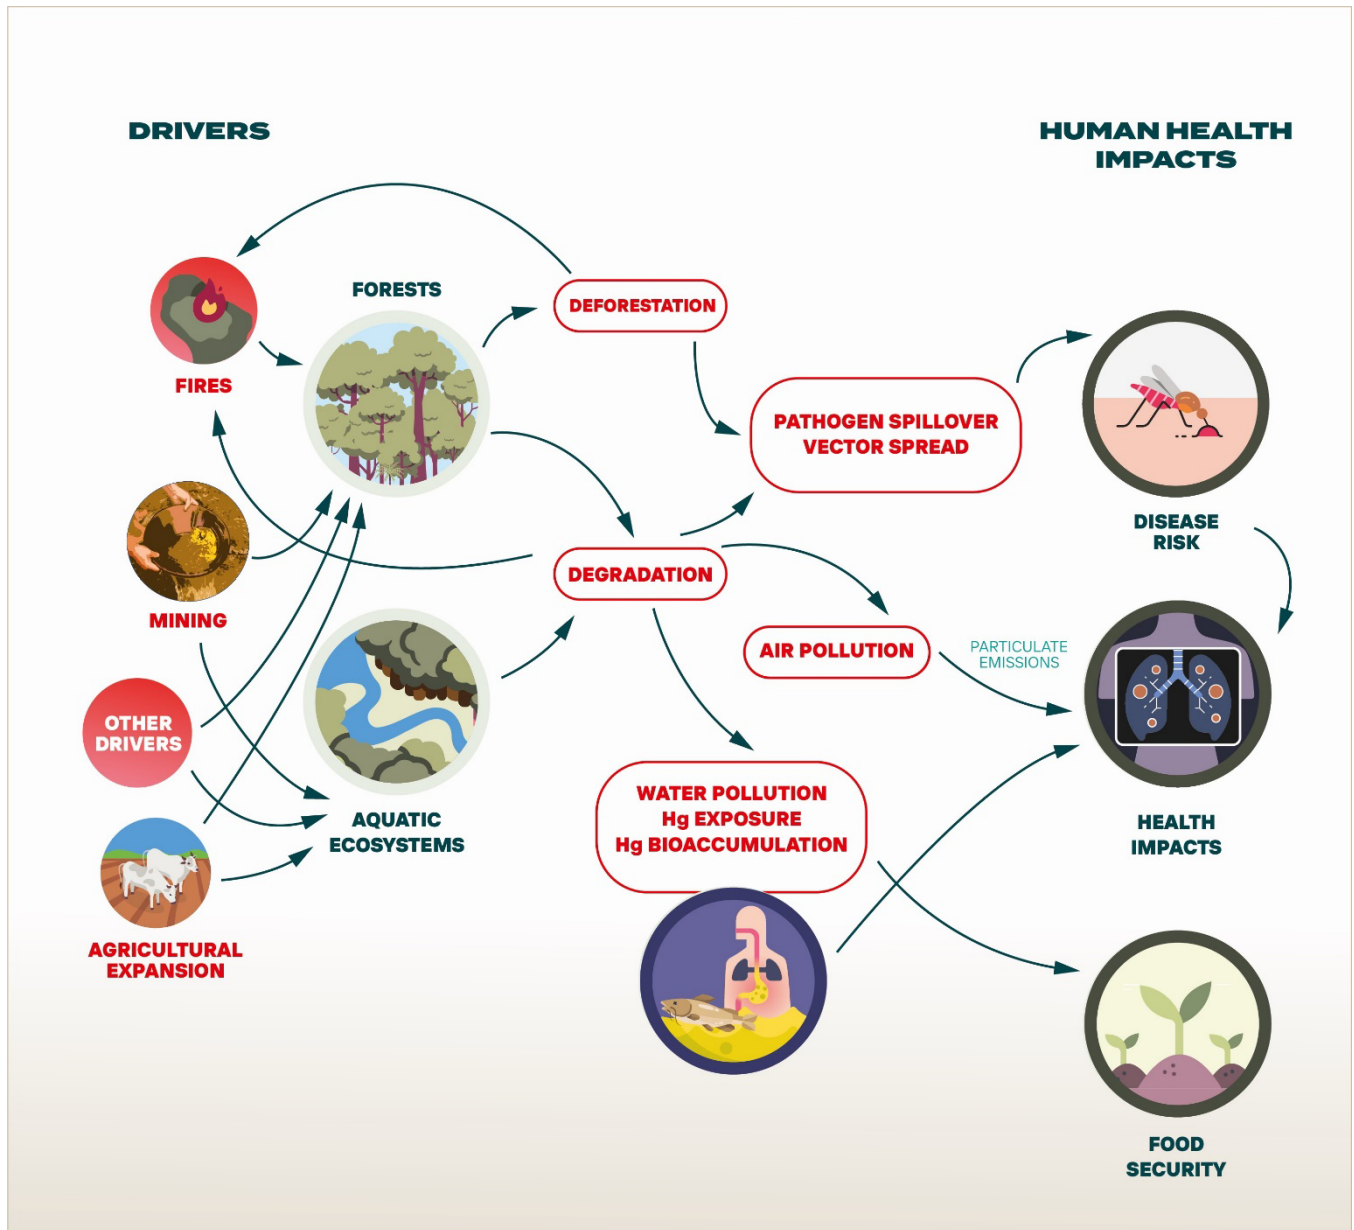 DRIVERS
HUMAN HEALTH
IMPACTS
FORESTS
DEFORESTATION
FIRES
PATHOGEN SPILLOVER
VECTOR SPREAD
DISEASE
RISK
MINING
DEGRADATION
AIR POLLUTION
PARTICULATE
EMISSIONS
OTHER
DRIVERS
AQUATIC
ECOSYSTEMS
WATER POLLUTION
Hg EXPOSURE
Hg BIOACCUMULATION
HEALTH
IMPACTS
AGRICULTURAL
EXPANSION
FOOD
SECURITY